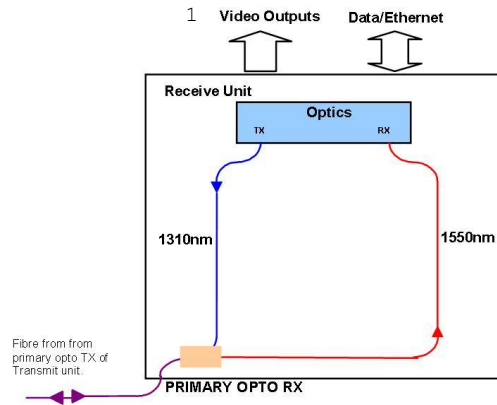 1 Video Outputs Data/Ethernet
Receive Unit
Optics
TX RX
1310nm 1550nm
Fibre from from
primary opto TX of
Transmit unit.
PRIMARY OPTO RX